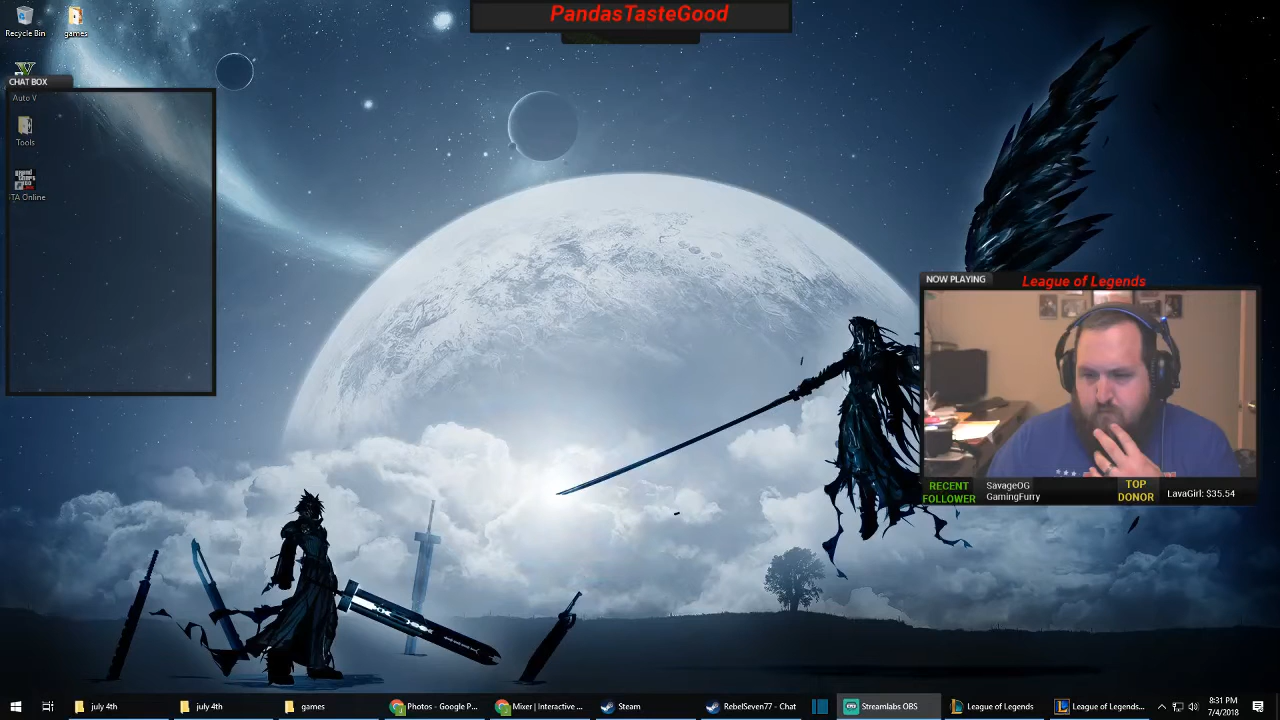 PandasTasteGood
Recycle Bin
games
CHAT BOX
Auto V
Tools
TA Online
NOW PLAYING
League of Legends
RECENT
FOLLOWER
SavageOG
GamingFurry
TOP
DONOR
LavaGirl: $35.54
july 4th
july 4th
games
Photos - Google P...
Mixer | Interactive ...
Steam
RebelSeven77 - Chat
Streamlabs OBS
League of Legends
League of Legends...
8:31 PM
7/4/2018